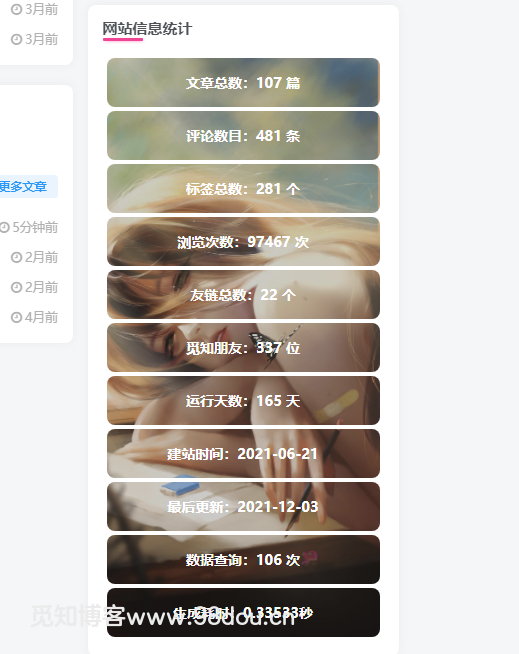 3月前
3月前
更多文章
5分钟前
2月前
2月前
4月前
网站信息统计
文章总数：107 篇
评论数目：481 条
标签总数：281 个
浏览次数：97467 次
友链总数：22 个
觅知朋友：337 位
运行天数：165 天
建站时间：2021-06-21
最后更新：2021-12-03
数据查询：106 次
生成耗时：0.33533秒
觅知博客www.58dou.cn